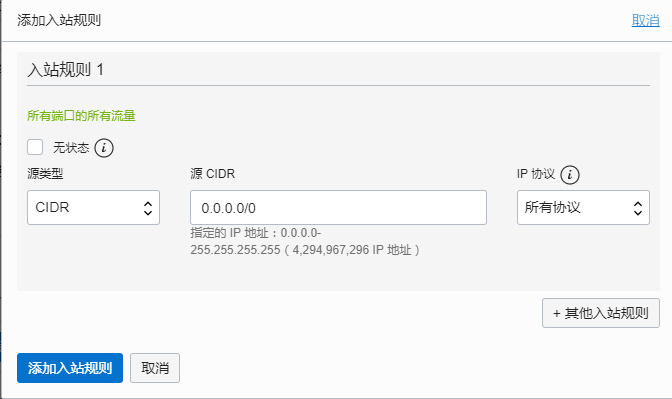 添加入站规则
取消
入站规则 1
所有端口的所有流量
无状态 i
源类型
源 CIDR
IP 协议 i
CIDR
0.0.0.0/0
所有协议
指定的 IP 地址：0.0.0.0-
255.255.255.255（4,294,967,296 IP 地址）
+ 其他入站规则
添加入站规则
取消